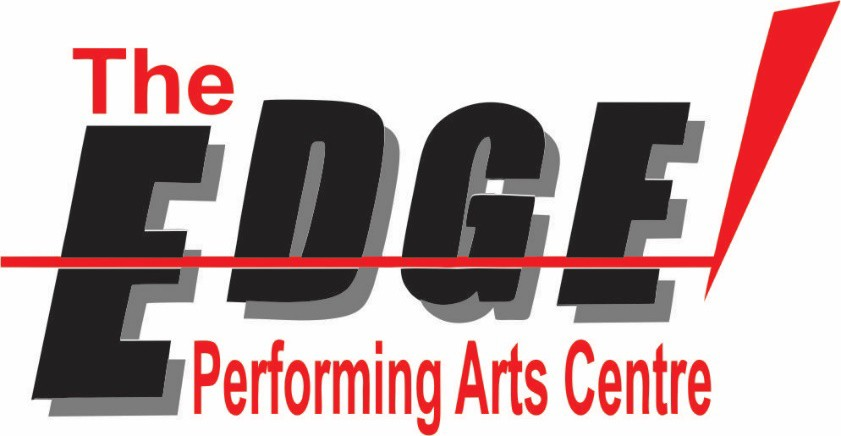 The
EDGE
Performing Arts Centre